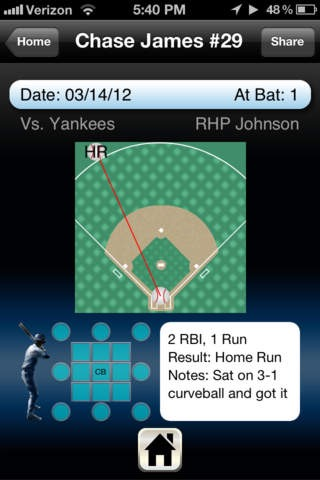 Verizon 5:40 PM 48%
Home Chase James #29 Share
Date: 03/14/12 At Bat: 1
Vs. Yankees RHP Johnson
HR
2 RBI, 1 Run
Result: Home Run
Notes: Sat on 3-1
CB curveball and got it